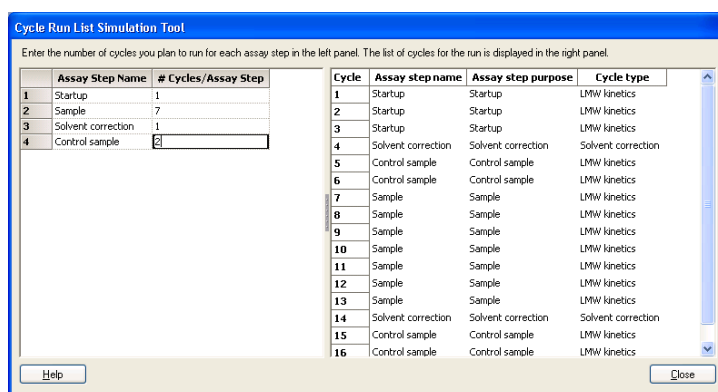 Cycle Run List Simulation Tool
Enter the number of cycles you plan to run for each assay step in the left panel. The list of cycles for the run is displayed in the right panel.
Assay Step Name # Cycles/Assay Step
1 Startup 1
2 Sample 7
3 Solvent correction 1
4 Control sample 2
Cycle Assay step name Assay step purpose Cycle type
1 Startup Startup LMW kinetics
2 Startup Startup LMW kinetics
3 Startup Startup LMW kinetics
4 Solvent correction Solvent correction Solvent correction
5 Control sample Control sample LMW kinetics
6 Control sample Control sample LMW kinetics
7 Sample Sample LMW kinetics
8 Sample Sample LMW kinetics
9 Sample Sample LMW kinetics
10 Sample Sample LMW kinetics
11 Sample Sample LMW kinetics
12 Sample Sample LMW kinetics
13 Sample Sample LMW kinetics
14 Solvent correction Solvent correction Solvent correction
15 Control sample Control sample LMW kinetics
16 Control sample Control sample LMW kinetics
Help Close